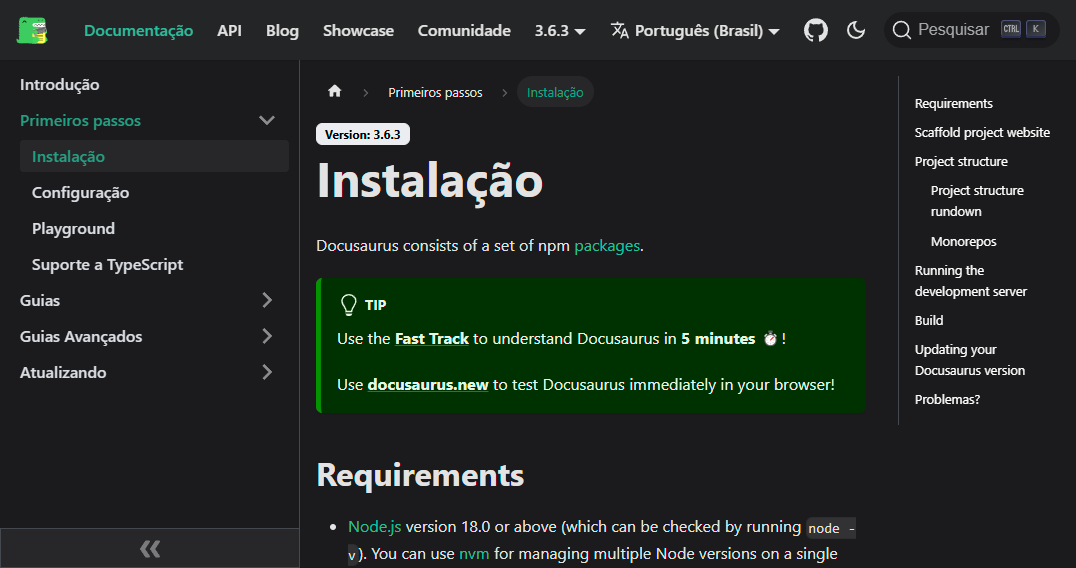 Documentação API Blog Showcase Comunidade 3.6.3 Português (Brasil) Pesquisar CTRL K
Introdução
Primeiros passos
Instalação
Configuração
Playground
Suporte a TypeScript
Guias
Guias Avançados
Atualizando
Primeiros passos Instalação
Version: 3.6.3
Instalação
Docusaurus consists of a set of npm packages.
TIP
Use the Fast Track to understand Docusaurus in 5 minutes ⏱!
Use docusaurus.new to test Docusaurus immediately in your browser!
Requirements
Node.js version 18.0 or above (which can be checked by running node -
v). You can use nvm for managing multiple Node versions on a single
Requirements
Scaffold project website
Project structure
Project structure
rundown
Monorepos
Running the
development server
Build
Updating your
Docusaurus version
Problemas?